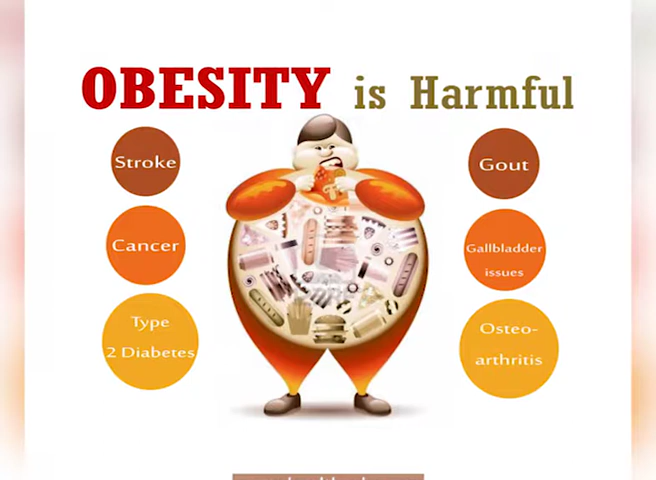 OBESITY is Harmful
Stroke
Cancer
Type
2 Diabetes
Gout
Gallbladder
issues
Osteo-
arthritis